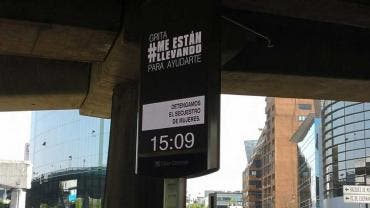 GRITA
#ME ESTÁN
LLEVANDO
PARA AYUDARTE
DETENGAMOS
EL SECUESTRO
DE MUJERES.
15:09